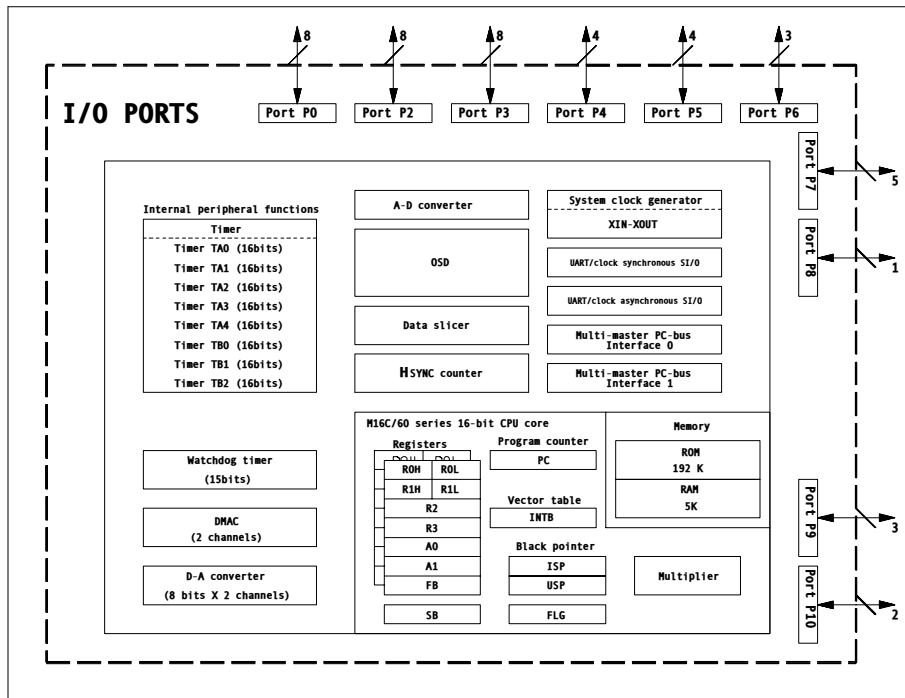 8 8 8 4 4 3
I/O PORTS
Port P0 Port P2 Port P3 Port P4 Port P5 Port P6
Port P7
5
Port P8
1
Internal peripheral functions
Timer
Timer TA0 (16bits)
Timer TA1 (16bits)
Timer TA2 (16bits)
Timer TA3 (16bits)
Timer TA4 (16bits)
Timer TB0 (16bits)
Timer TB1 (16bits)
Timer TB2 (16bits)
A-D converter
OSD
Data slicer
HSYNC counter
System clock generator
XIN-XOUT
UART/clock synchronous SI/O
UART/clock asynchronous SI/O
Multi-master PC-bus
Interface 0
Multi-master PC-bus
Interface 1
Watchdog timer
(15bits)
DMAC
(2 channels)
D-A converter
(8 bits X 2 channels)
M16C/60 series 16-bit CPU core
Registers
R0H R0L
R0H R0L
R1H R1L
R2
R3
A0
A1
FB
SB
Program counter
PC
Vector table
INTB
Black pointer
ISP
USP
FLG
Memory
ROM
192 K
RAM
5K
Multiplier
Port P9
3
Port P10
2